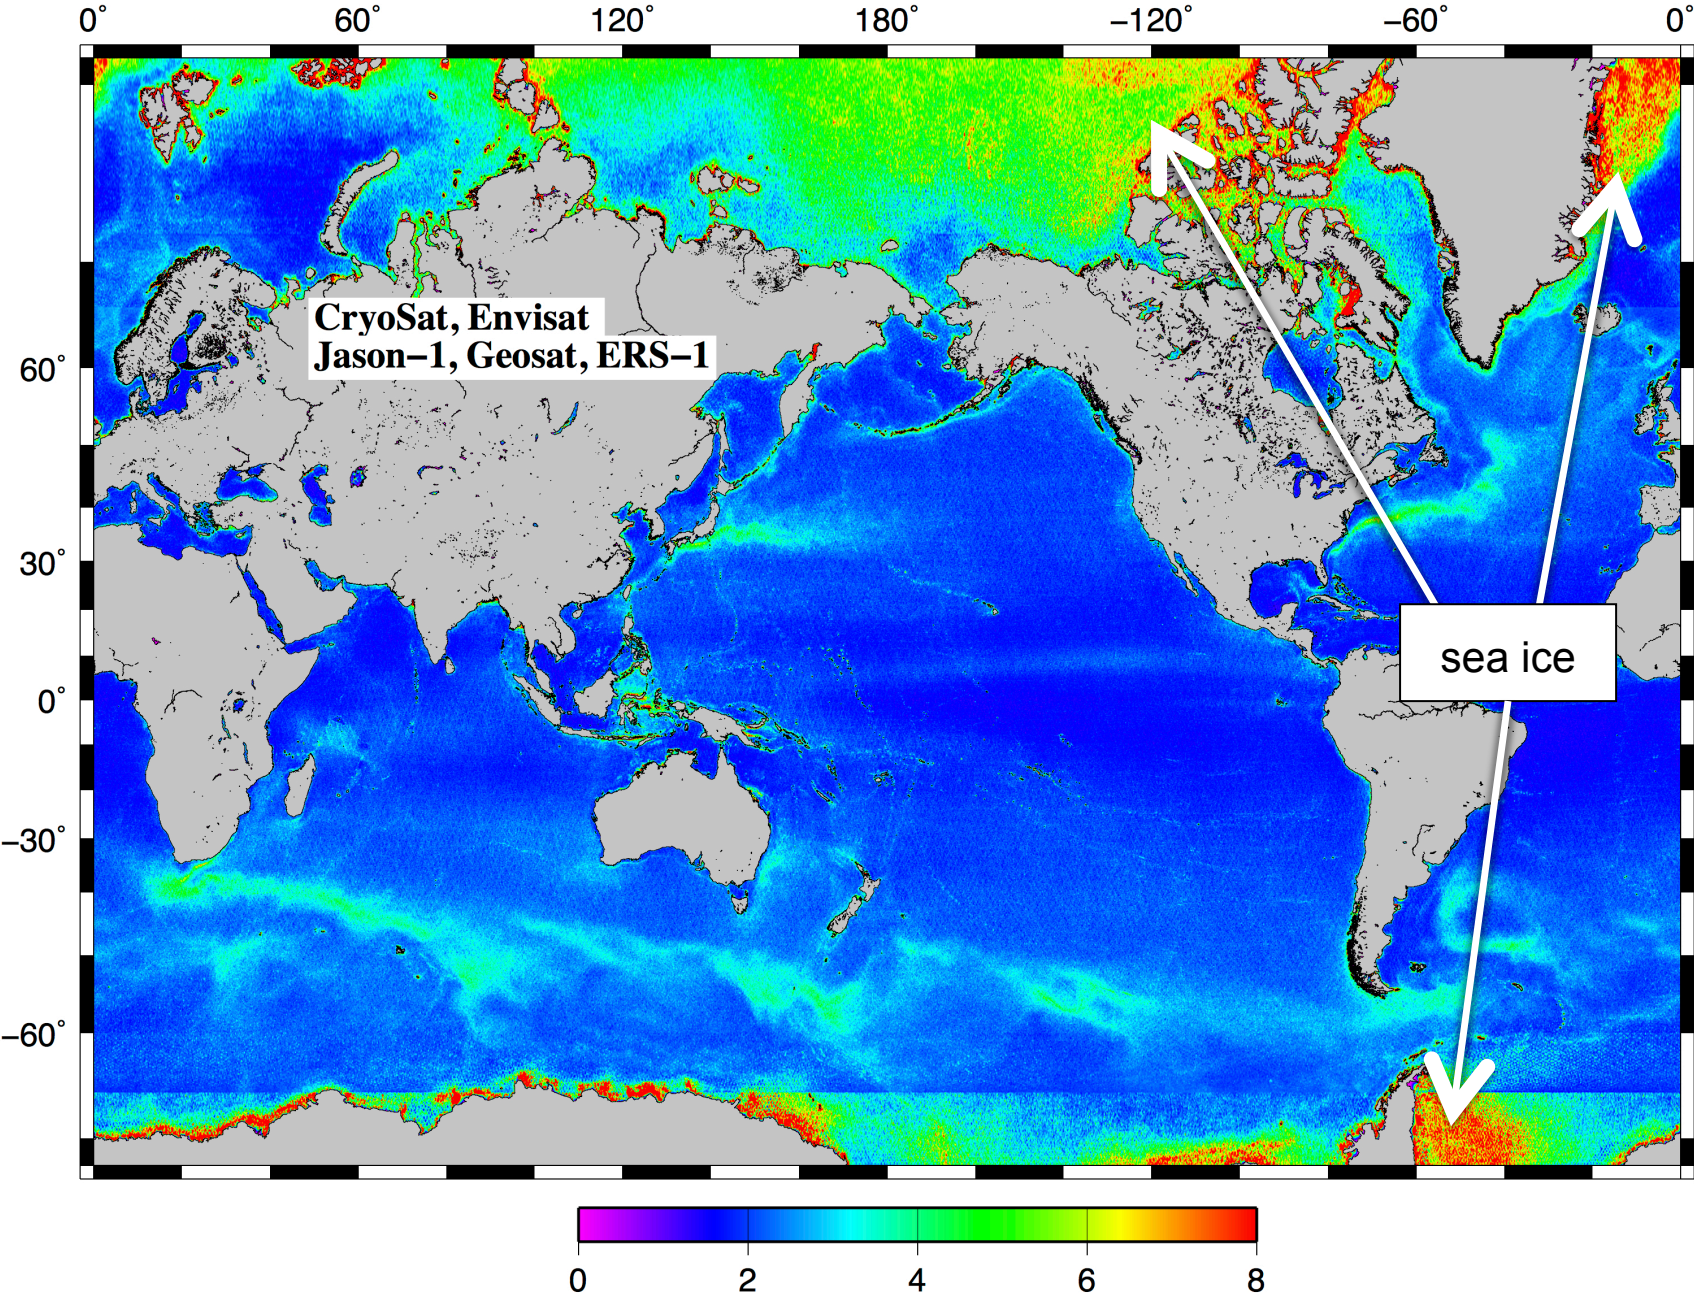 0° 60° 120° 180° −120° −60° 0°
CryoSat, Envisat
Jason−1, Geosat, ERS−1
60°
30°
sea ice
0°
−30°
−60°
0 2 4 6 8